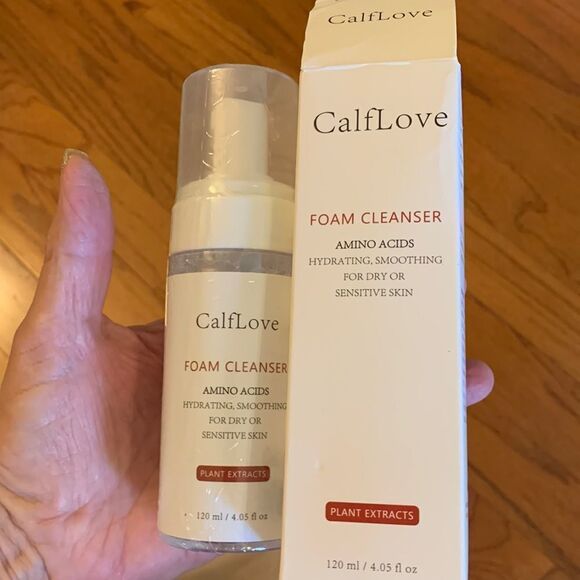 CalfLove
CalfLove
FOAM CLEANSER
AMINO ACIDS
HYDRATING, SMOOTHING
FOR DRY OR
SENSITIVE SKIN
PLANT EXTRACTS
120 ml / 4.05 fl oz
CalfLove
FOAM CLEANSER
AMINO ACIDS
HYDRATING, SMOOTHING
FOR DRY OR
SENSITIVE SKIN
PLANT EXTRACTS
120 ml / 4.05 fl oz